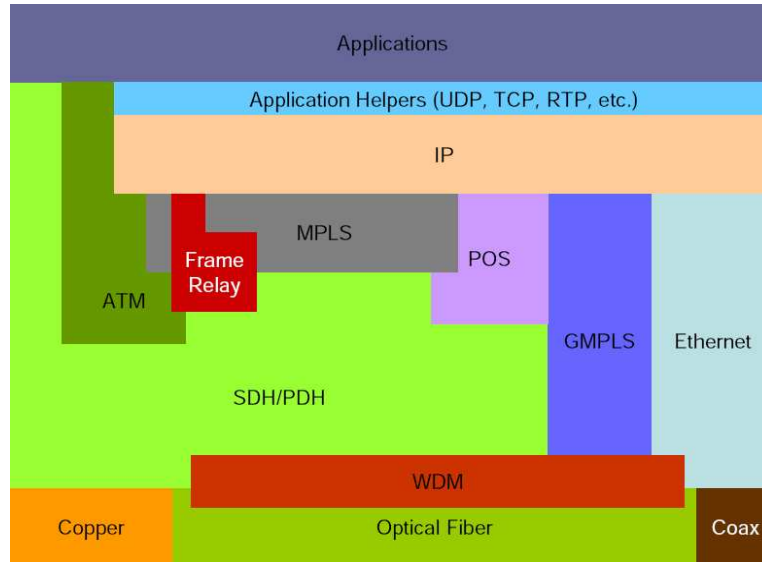 Applications
Application Helpers (UDP, TCP, RTP, etc.)
IP
MPLS
Frame
Relay
POS
ATM
GMPLS
Ethernet
SDH/PDH
WDM
Copper
Optical Fiber
Coax